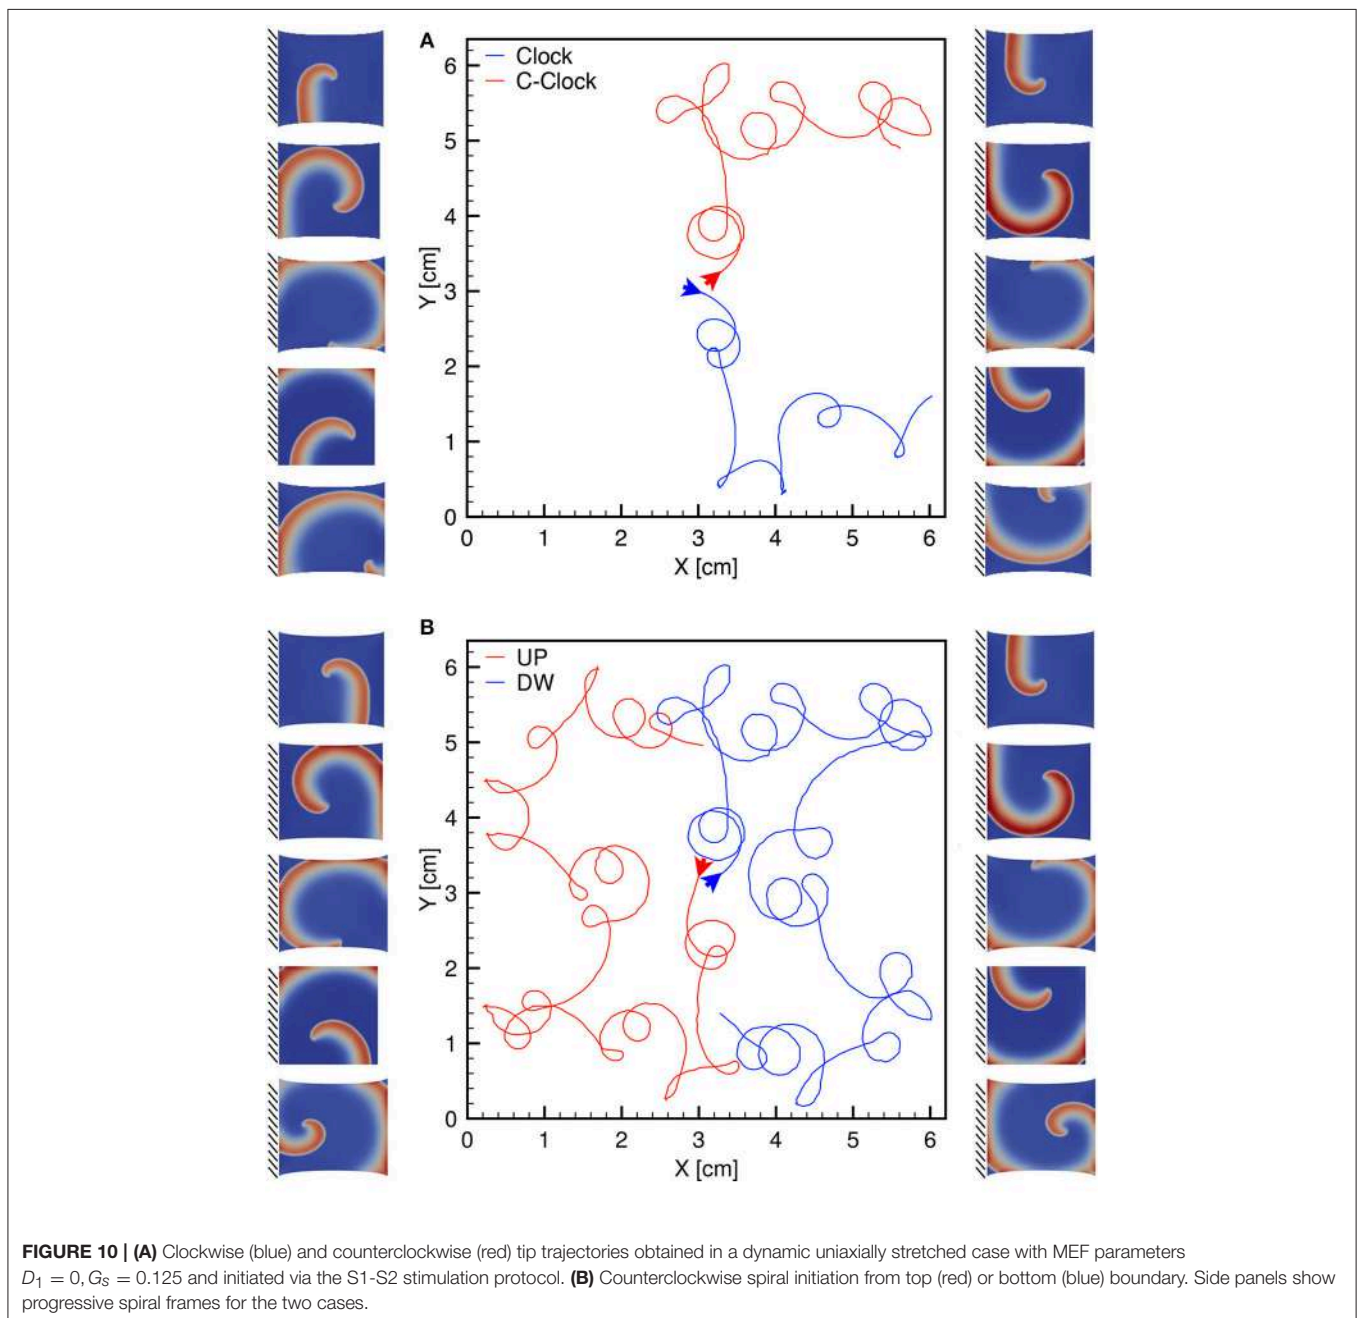 A
Clock
C-Clock
6
5
4
3
2
1
0
Y [cm]
0 1 2 3 4 5 6
X [cm]
B
UP
DW
6
5
4
3
2
1
0
Y [cm]
0 1 2 3 4 5 6
X [cm]
FIGURE 10 | (A) Clockwise (blue) and counterclockwise (red) tip trajectories obtained in a dynamic uniaxially stretched case with MEF parameters
D₁ = 0, Gₛ = 0.125 and initiated via the S1-S2 stimulation protocol. (B) Counterclockwise spiral initiation from top (red) or bottom (blue) boundary. Side panels show
progressive spiral frames for the two cases.